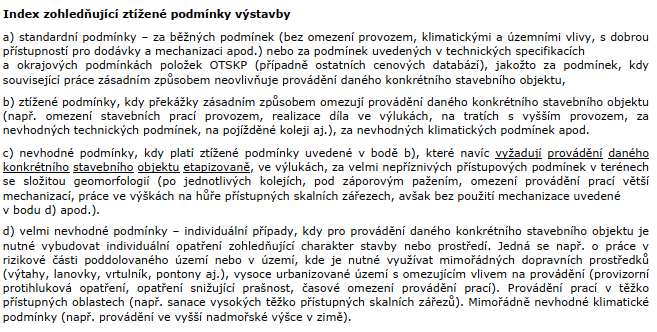 Index zohledňující ztížené podmínky výstavby
a) standardní podmínky – za běžných podmínek (bez omezení provozem, klimatickými a územními vlivy, s dobrou
přístupností pro dodávky a mechanizaci apod.) nebo za podmínek uvedených v technických specifikacích
a okrajových podmínkách položek OTSKP (případně ostatních cenových databází), jakožto za podmínek, kdy
související práce zásadním způsobem neovlivňuje provádění daného konkrétního stavebního objektu,
b) ztížené podmínky, kdy překážky zásadním způsobem omezují provádění daného konkrétního stavebního objektu
(např. omezení stavebních prací provozem, realizace díla ve výlukách, na tratích s vyšším provozem, za
nevhodných technických podmínek, na pojížděné koleji aj.), za nevhodných klimatických podmínek apod.
c) nevhodné podmínky, kdy platí ztížené podmínky uvedené v bodě b), které navíc vyžadují provádění daného
konkrétního stavebního objektu etapizovaně, ve výlukách, za velmi nepříznivých přístupových podmínek v terénech
se složitou geomorfologií (po jednotlivých kolejích, pod záporovým pažením, omezení provádění prací větší
mechanizací, práce ve výškách na hůře přístupných skalních zářezech, avšak bez použití mechanizace uvedené
v bodu d) apod.).
d) velmi nevhodné podmínky – individuální případy, kdy pro provádění daného konkrétního stavebního objektu je
nutné vybudovat individuální opatření zohledňující charakter stavby nebo prostředí. Jedná se např. o práce v
rizikové části poddolovaného území nebo v území, kde je nutné využívat mimořádných dopravních prostředků
(výtahy, lanovky, vrtulník, pontony aj.), vysoce urbanizované území s omezujícím vlivem na provádění (provizorní
protihluková opatření, opatření snižující prašnost, časové omezení provádění prací). Provádění prací v těžko
přístupných oblastech (např. sanace vysokých těžko přístupných skalních zářezů). Mimořádně nevhodné klimatické
podmínky (např. provádění ve vyšší nadmořské výšce v zimě).